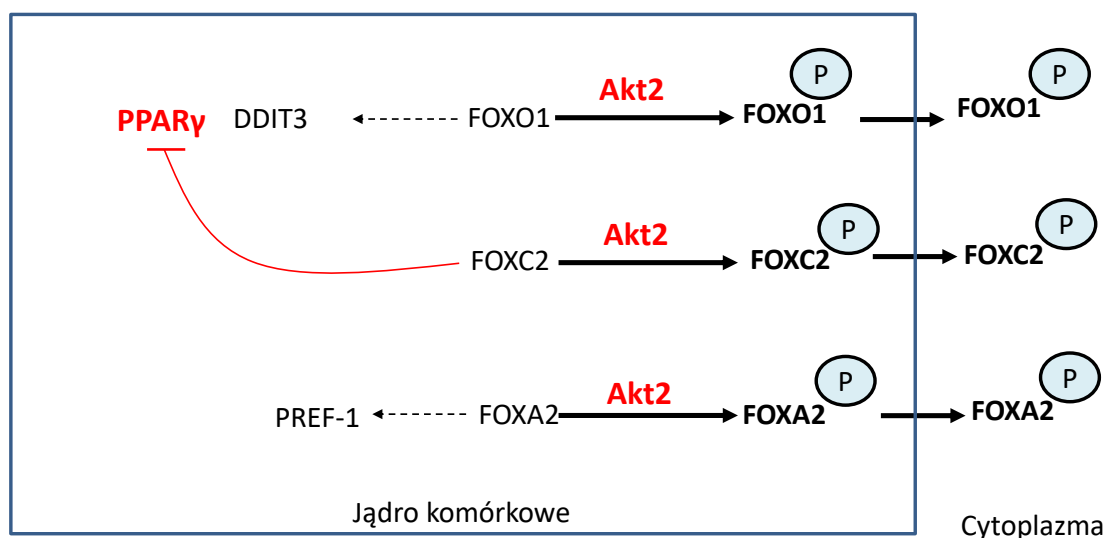 P P
Akt2 FOXO1 FOXO1
PPARγ DDIT3 FOXO1
P P
Akt2 FOXC2
FOXC2 FOXC2
P P
Akt2
PREF-1 FOXA2 FOXA2 FOXA2
Jądro komórkowe
Cytoplazma